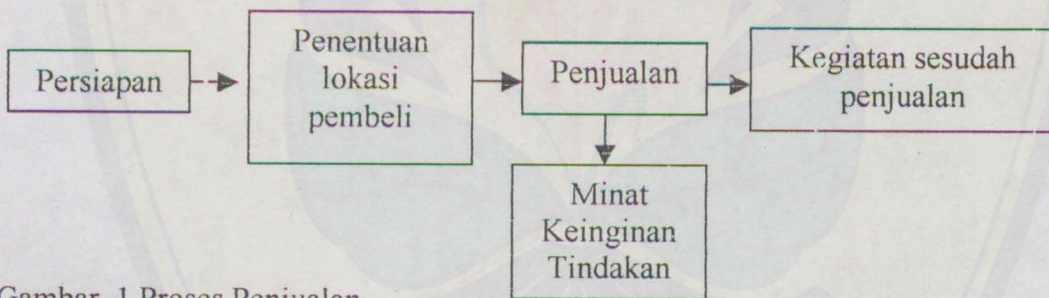 Persiapan
Penentuan
lokasi
pembeli
Penjualan
Kegiatan sesudah
penjualan
Minat
Keinginan
Tindakan
Gambar 1 Proses Penjualan